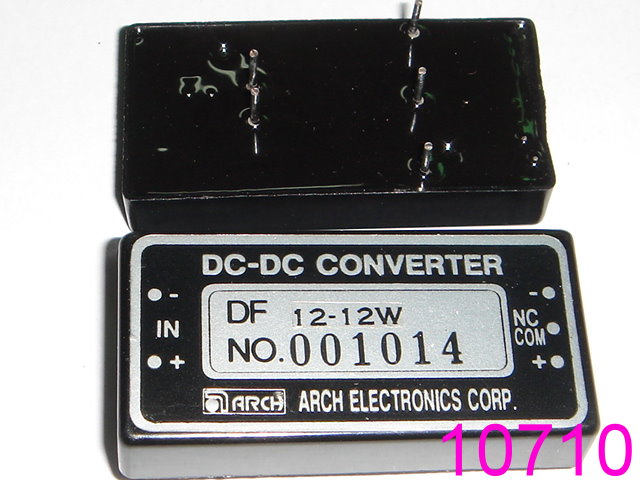 DC-DC CONVERTER
- -
DF 12-12W
IN NC
COM
NO. 001014
+ +
ARCH ARCH ELECTRONICS CORP.
10710